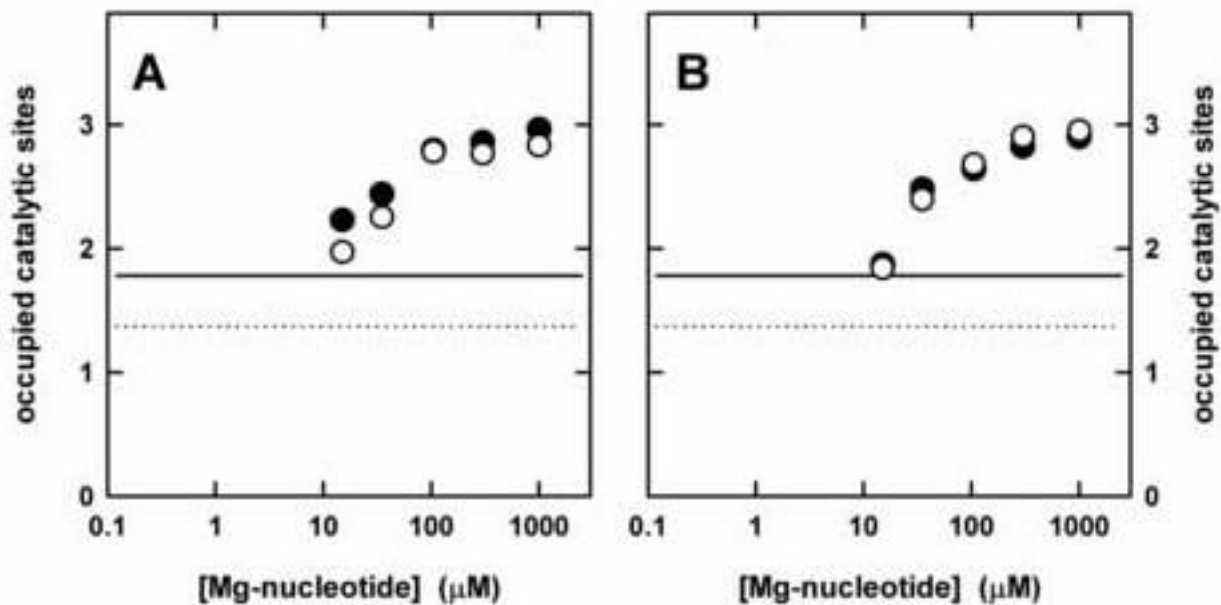 A
B
occupied catalytic sites
3
2
1
0
0.1 1 10 100 1000
[Mg-nucleotide] (μM)
0.1 1 10 100 1000
[Mg-nucleotide] (μM)
3
2
1
0
occupied catalytic sites